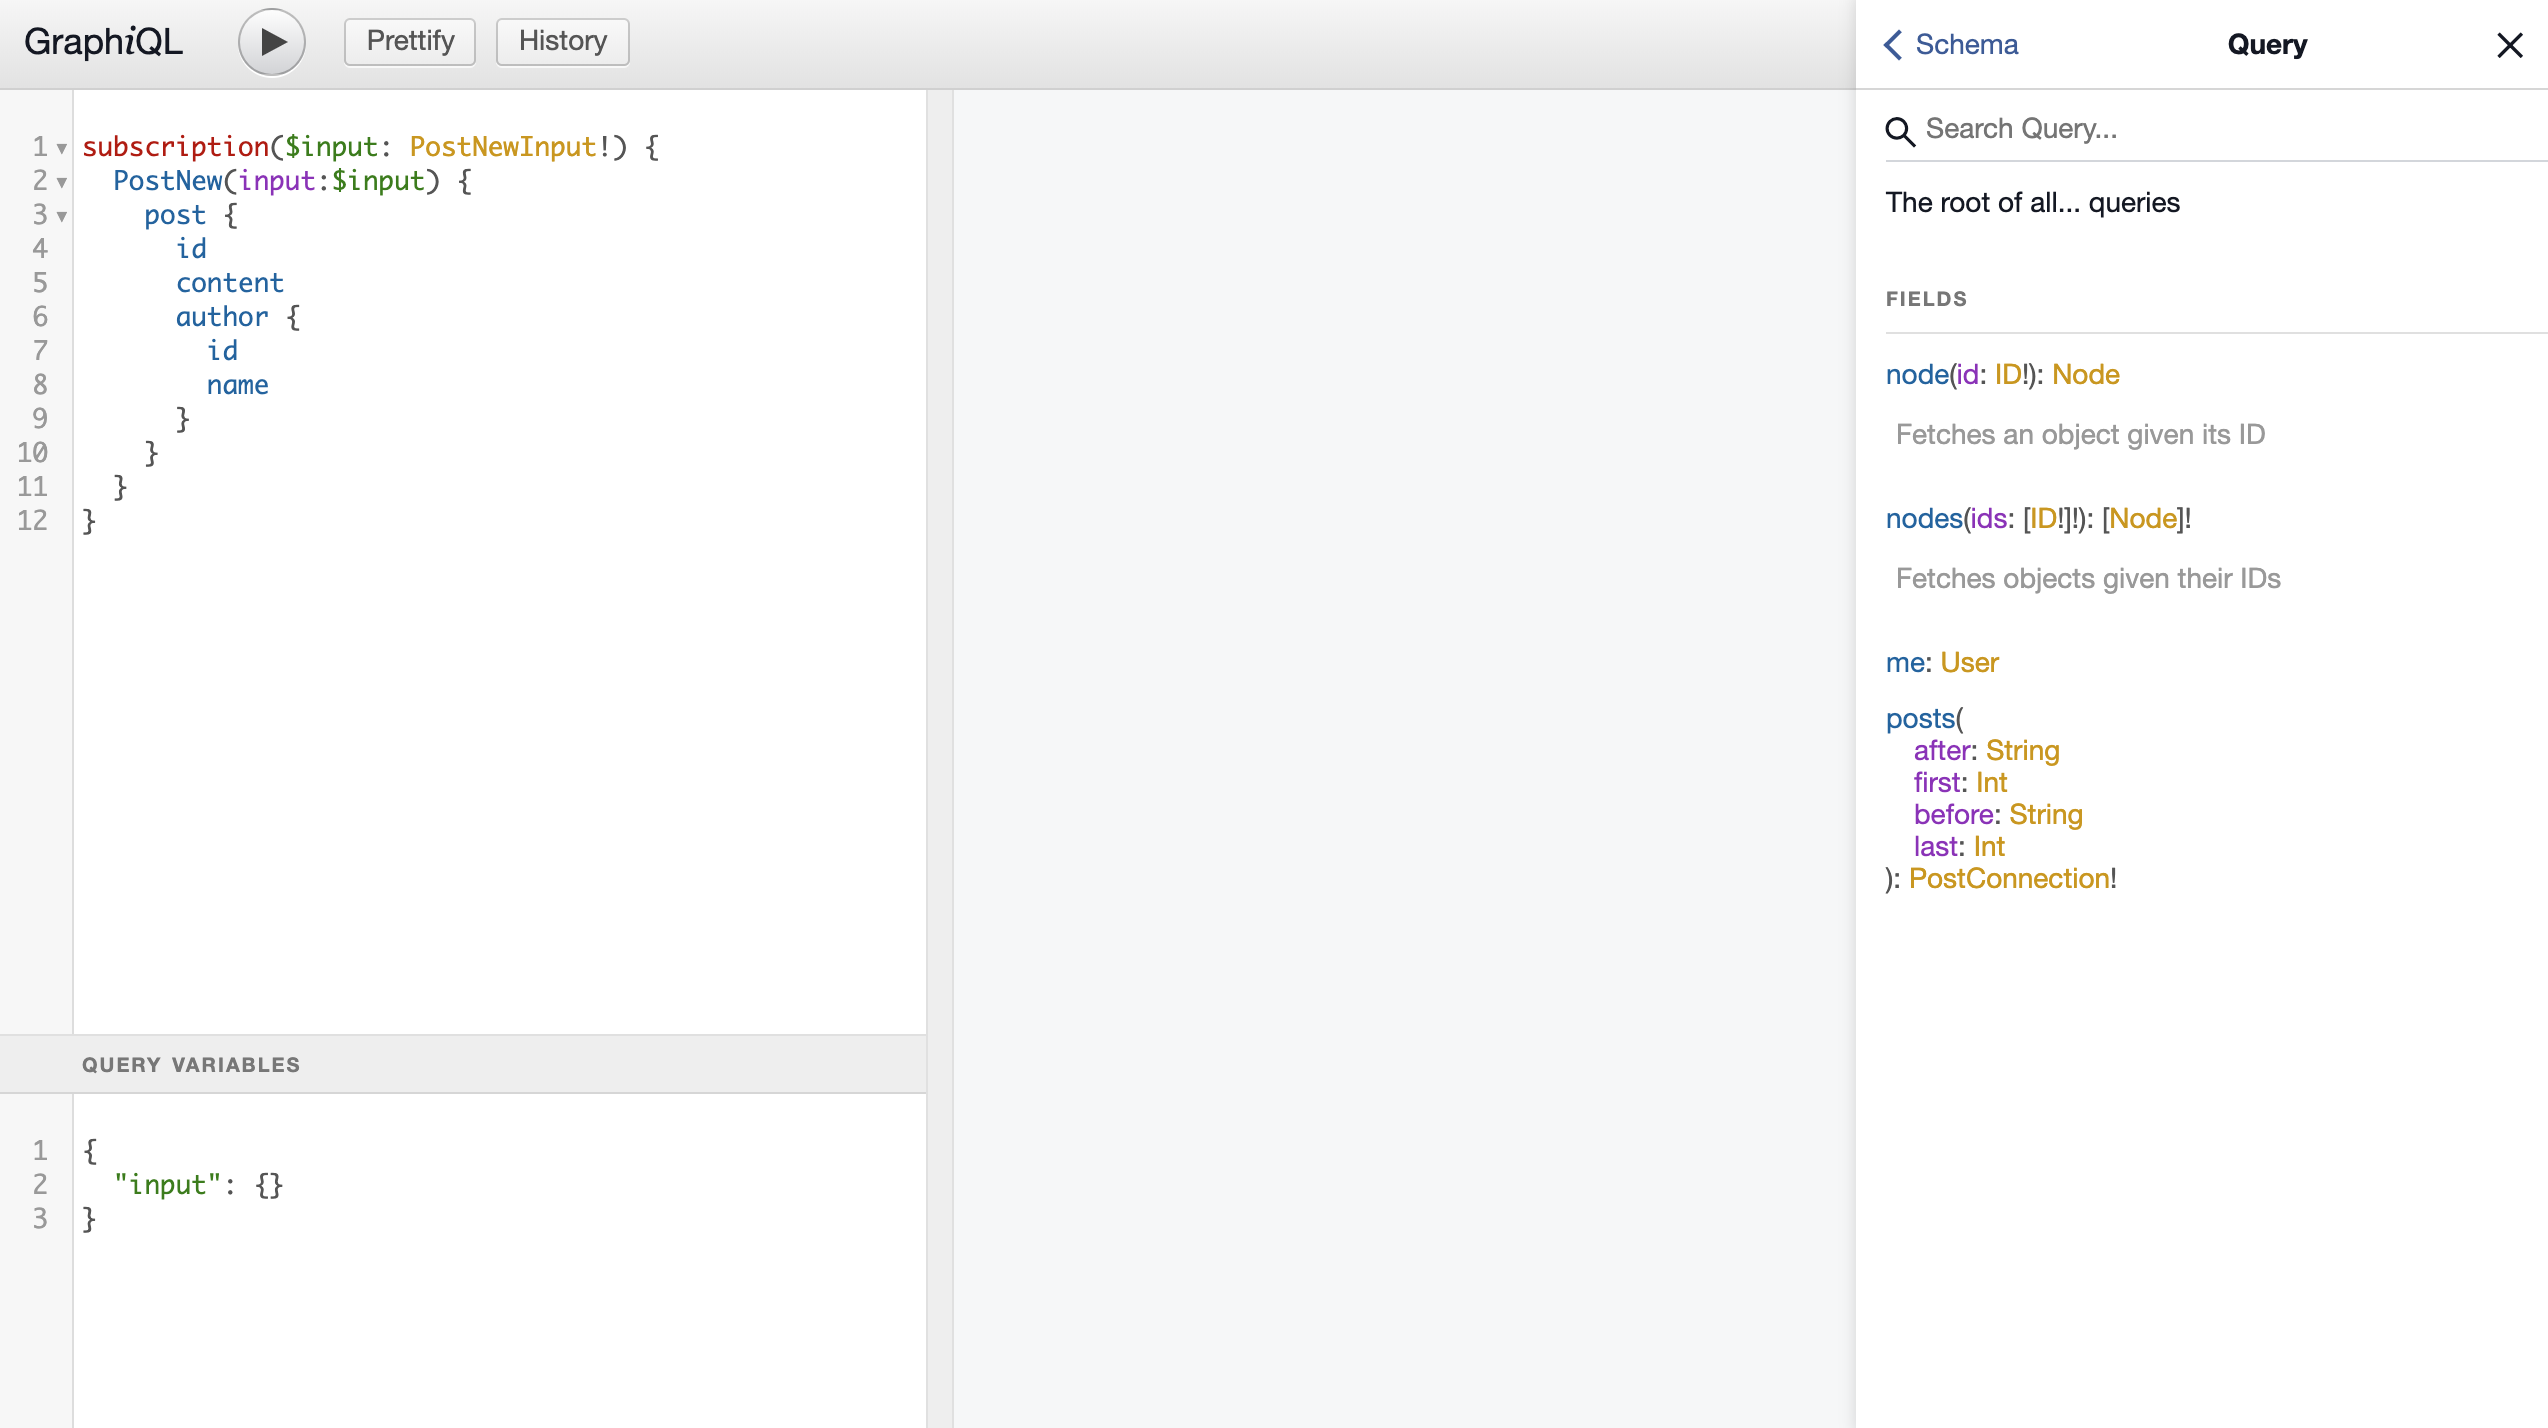 GraphiQL
Prettify
History
1 subscription($input: PostNewInput!) {
2   PostNew(input:$input) {
3     post {
4       id
5       content
6       author {
7         id
8         name
9       }
10     }
11   }
12 }
QUERY VARIABLES
1 {
2   "input": {}
3 }
Schema
Query
Search Query...
The root of all... queries
FIELDS
node(id: ID!): Node
Fetches an object given its ID
nodes(ids: [ID!]!): [Node]!
Fetches objects given their IDs
me: User
posts(
after: String
first: Int
before: String
last: Int
): PostConnection!